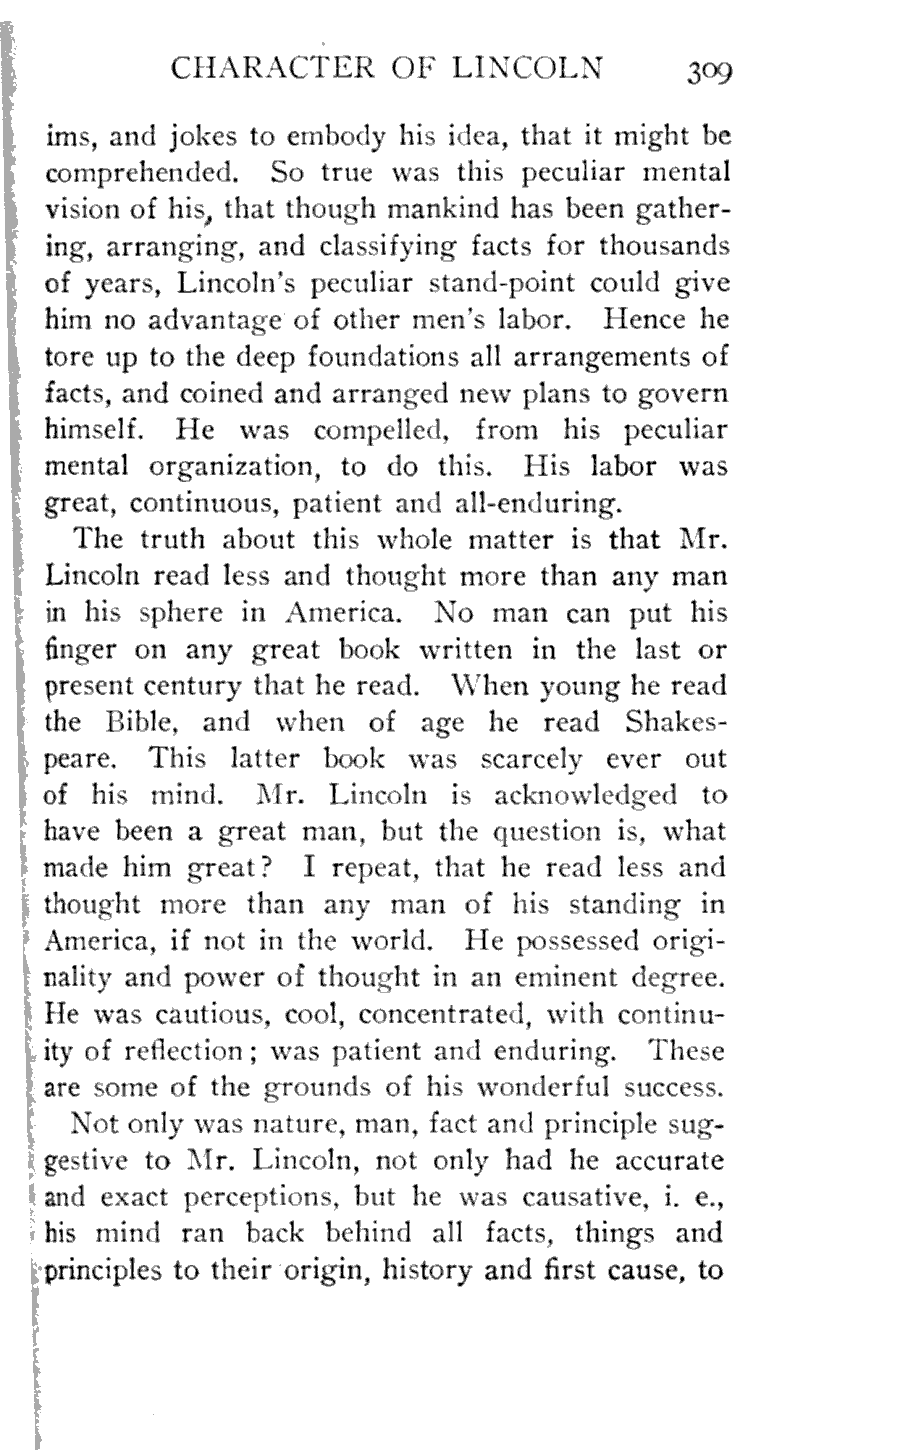 CHARACTER OF LINCOLN 309
ims, and jokes to embody his idea, that it might be
comprehended. So true was this peculiar mental
vision of his, that though mankind has been gather-
ing, arranging, and classifying facts for thousands
of years, Lincoln's peculiar stand-point could give
him no advantage of other men's labor. Hence he
tore up to the deep foundations all arrangements of
facts, and coined and arranged new plans to govern
himself. He was compelled, from his peculiar
mental organization, to do this. His labor was
great, continuous, patient and all-enduring.
The truth about this whole matter is that Mr.
Lincoln read less and thought more than any man
in his sphere in America. No man can put his
finger on any great book written in the last or
present century that he read. When young he read
the Bible, and when of age he read Shakes-
peare. This latter book was scarcely ever out
of his mind. Mr. Lincoln is acknowledged to
have been a great man, but the question is, what
made him great? I repeat, that he read less and
thought more than any man of his standing in
America, if not in the world. He possessed origi-
nality and power of thought in an eminent degree.
He was cautious, cool, concentrated, with continu-
ity of reflection; was patient and enduring. These
are some of the grounds of his wonderful success.
Not only was nature, man, fact and principle sug-
gestive to Mr. Lincoln, not only had he accurate
and exact perceptions, but he was causative, i. e.,
his mind ran back behind all facts, things and
principles to their origin, history and first cause, to